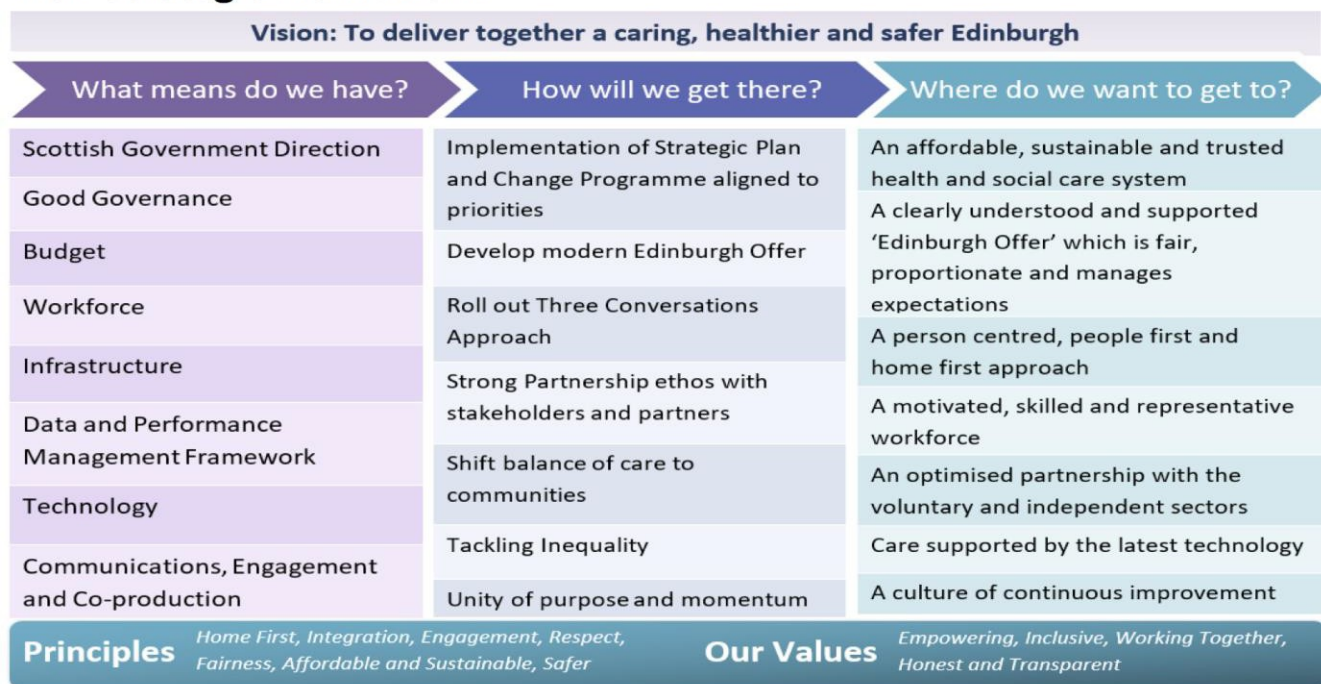 Vision: To deliver together a caring, healthier and safer Edinburgh
What means do we have?
Scottish Government Direction
Good Governance
Budget
Workforce
Infrastructure
Data and Performance
Management Framework
Technology
Communications, Engagement
and Co-production
How will we get there?
Implementation of Strategic Plan
and Change Programme aligned to
priorities
Develop modern Edinburgh Offer
Roll out Three Conversations
Approach
Strong Partnership ethos with
stakeholders and partners
Shift balance of care to
communities
Tackling Inequality
Unity of purpose and momentum
Where do we want to get to?
An affordable, sustainable and trusted
health and social care system
A clearly understood and supported
‘Edinburgh Offer’ which is fair,
proportionate and manages
expectations
A person centred, people first and
home first approach
A motivated, skilled and representative
workforce
An optimised partnership with the
voluntary and independent sectors
Care supported by the latest technology
A culture of continuous improvement
Principles
Home First, Integration, Engagement, Respect,
Fairness, Affordable and Sustainable, Safer
Our Values
Empowering, Inclusive, Working Together,
Honest and Transparent